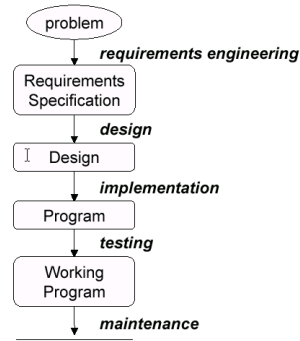 problem
requirements engineering
Requirements
Specification
design
Design
implementation
Program
testing
Working
Program
maintenance